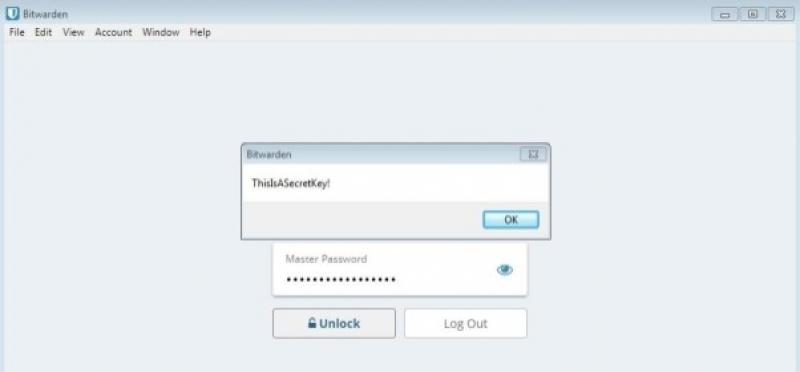 Bitwarden
File Edit View Account Window Help
Bitwarden
ThisIsASecretKey!
OK
Master Password
•••••••••••••••••
Unlock Log Out